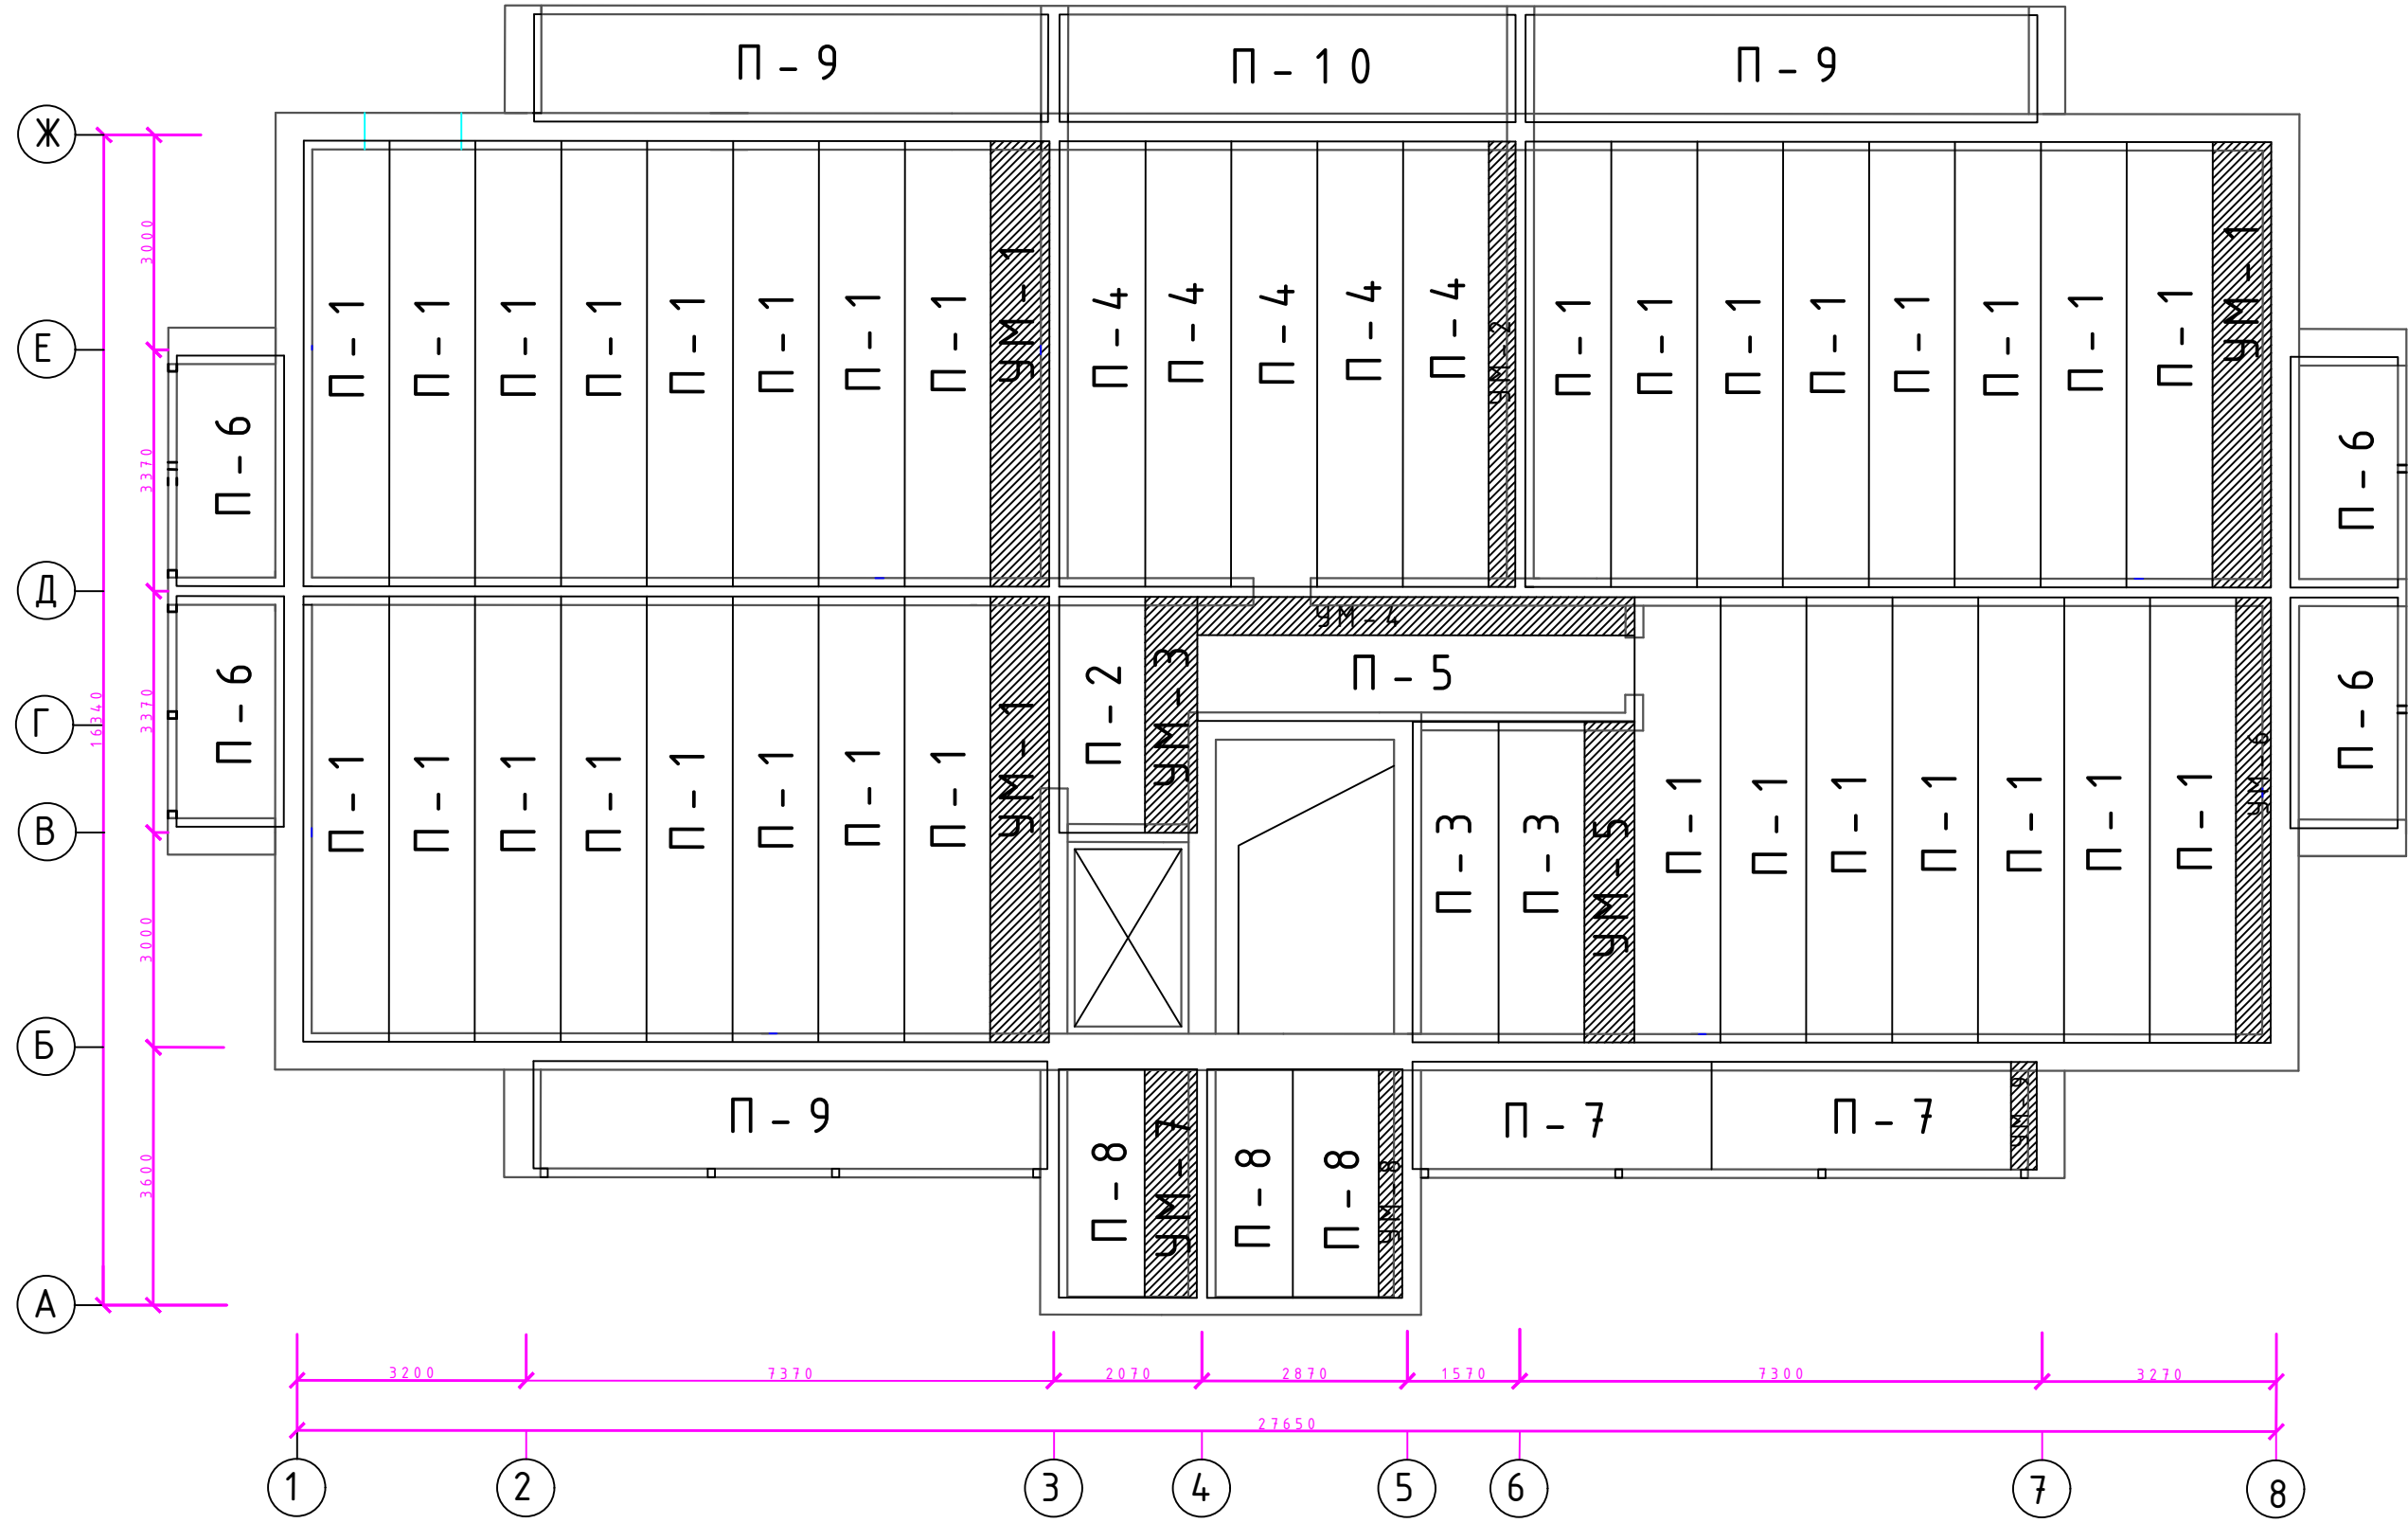 П-9 П-10 П-9
Ж
3000
П-1 П-1 П-1 П-1 П-1 П-1 П-1 П-1 УМ-1
П-4 П-4 П-4 П-4 П-4 УМ-2
П-1 П-1 П-1 П-1 П-1 П-1 П-1 П-1 УМ-1
Е
3370
П-6 П-6
Д
УМ-4
16340
3370
П-6
П-1 П-1 П-1 П-1 П-1 П-1 П-1 П-1 УМ-1
П-2 УМ-3
П-5
Г
П-3 П-3 УМ-5
П-1 П-1 П-1 П-1 П-1 П-1 П-1 УМ-6
П-6
В
3000
Б
П-9
П-8 УМ-7
П-8 П-8 УМ-8
П-7 П-7 УМ-9
3600
А
3200 7370 2070 2870 1570 7300 3270
27650
1 2 3 4 5 6 7 8